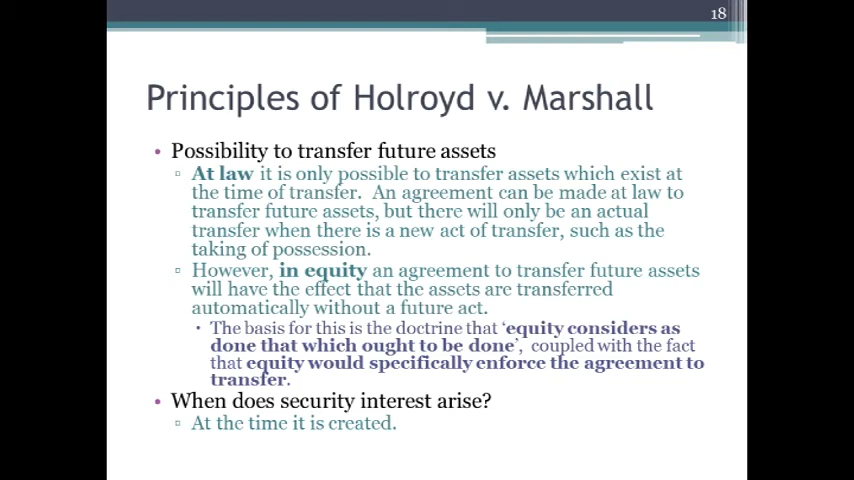 18
Principles of Holroyd v. Marshall
• Possibility to transfer future assets
▫ At law it is only possible to transfer assets which exist at
the time of transfer. An agreement can be made at law to
transfer future assets, but there will only be an actual
transfer when there is a new act of transfer, such as the
taking of possession.
▫ However, in equity an agreement to transfer future assets
will have the effect that the assets are transferred
automatically without a future act.
▪ The basis for this is the doctrine that ‘equity considers as
done that which ought to be done’, coupled with the fact
that equity would specifically enforce the agreement to
transfer.
• When does security interest arise?
▫ At the time it is created.